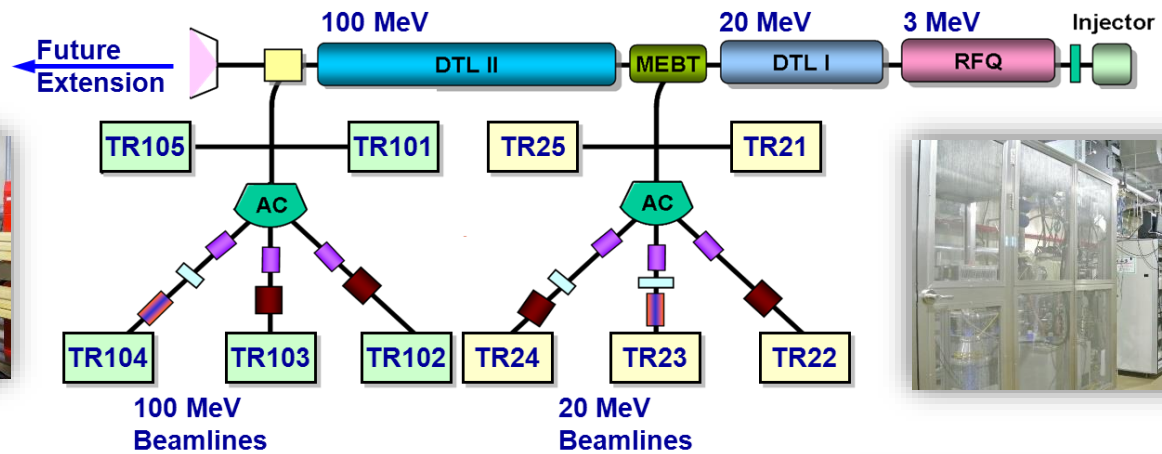 100 MeV
20 MeV
3 MeV
Injector
Future
Extension
DTL II
MEBT
DTL I
RFQ
TR105
TR101
TR25
TR21
AC
AC
TR104
TR103
TR102
TR24
TR23
TR22
100 MeV
Beamlines
20 MeV
Beamlines